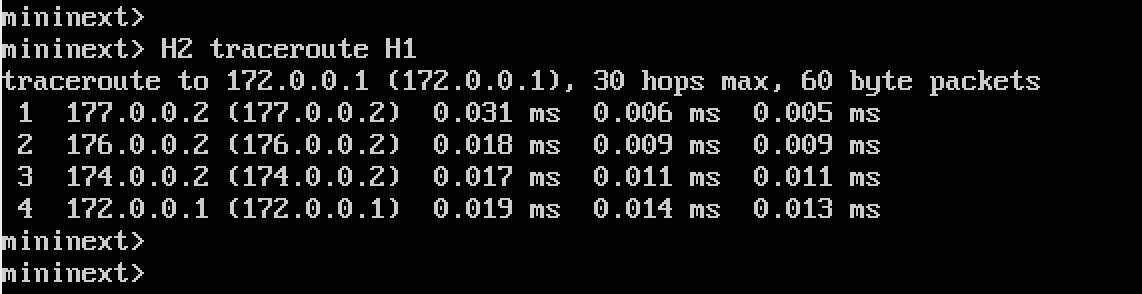 mininext>
mininext> H2 traceroute H1
traceroute to 172.0.0.1 (172.0.0.1), 30 hops max, 60 byte packets
 1  177.0.0.2 (177.0.0.2)  0.031 ms  0.006 ms  0.005 ms
 2  176.0.0.2 (176.0.0.2)  0.018 ms  0.009 ms  0.009 ms
 3  174.0.0.2 (174.0.0.2)  0.017 ms  0.011 ms  0.011 ms
 4  172.0.0.1 (172.0.0.1)  0.019 ms  0.014 ms  0.013 ms
mininext>
mininext>